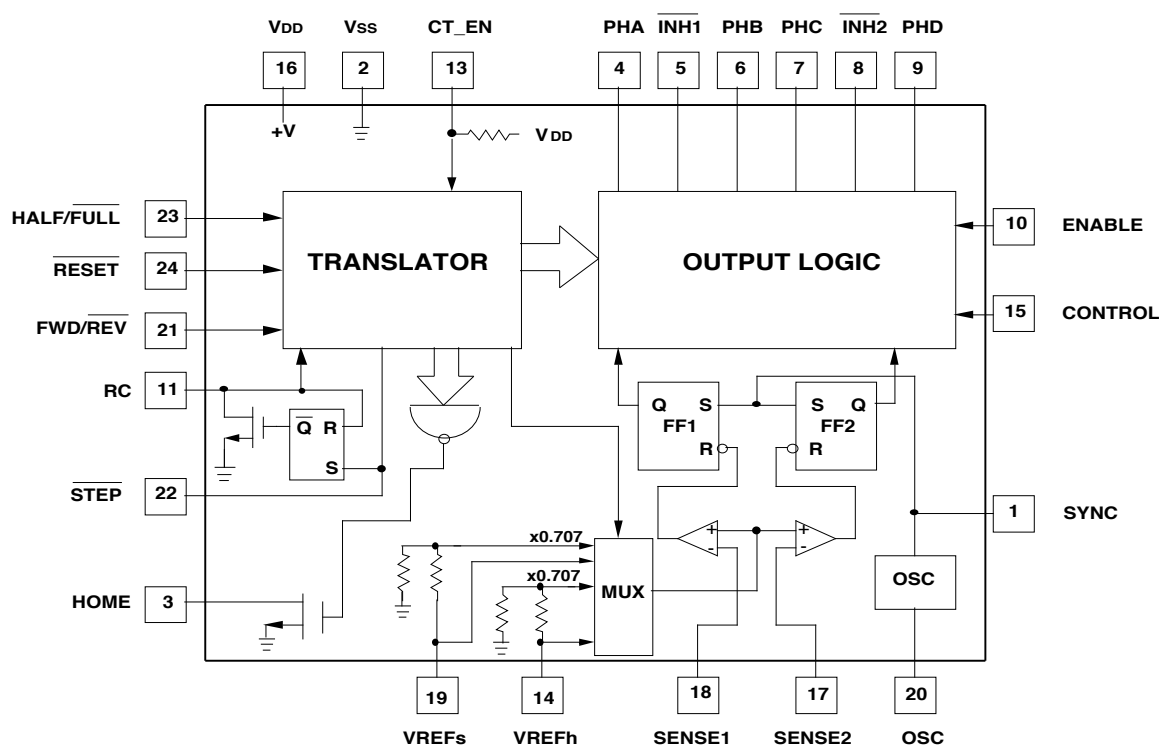 VDD VSS CT_EN PHA INH1 PHB PHC INH2 PHD
16 2 13 4 5 6 7 8 9
+V
VDD
HALF/FULL 23
RESET 24
FWD/REV 21
RC 11
STEP 22
HOME 3
TRANSLATOR
OUTPUT LOGIC
10 ENABLE
15 CONTROL
Q R
S
Q S
FF1
R
S Q
FF2
R
+
-
+
-
1 SYNC
OSC
x0.707
x0.707
MUX
19 14 18 17 20
VREFs VREFh SENSE1 SENSE2 OSC